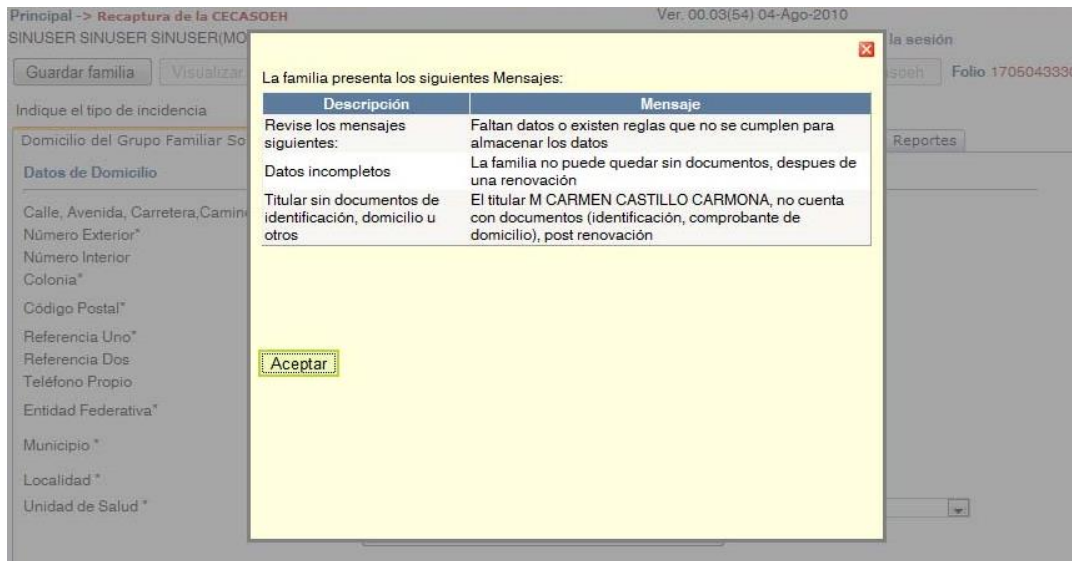 Principal -> Recaptura de la CECASOEH Ver. 00.03(54) 04-Ago-2010
SINUSER SINUSER SINUSER(MO la sesión
Guardar familia Visualizar Folio 1705043330
Indique el tipo de incidencia
Domicilio del Grupo Familiar So Reportes
Datos de Domicilio
Calle, Avenida, Carretera,Camino
Número Exterior*
Número Interior
Colonia*
Código Postal*
Referencia Uno*
Referencia Dos
Teléfono Propio
Entidad Federativa*
Municipio *
Localidad *
Unidad de Salud *
La familia presenta los siguientes Mensajes:
Descripción Mensaje
Revise los mensajes siguientes: Faltan datos o existen reglas que no se cumplen para
almacenar los datos
Datos incompletos La familia no puede quedar sin documentos, despues de
una renovación
Titular sin documentos de El titular M CARMEN CASTILLO CARMONA, no cuenta
identificación, domicilio u con documentos (identificación, comprobante de
otros domicilio), post renovación
Aceptar